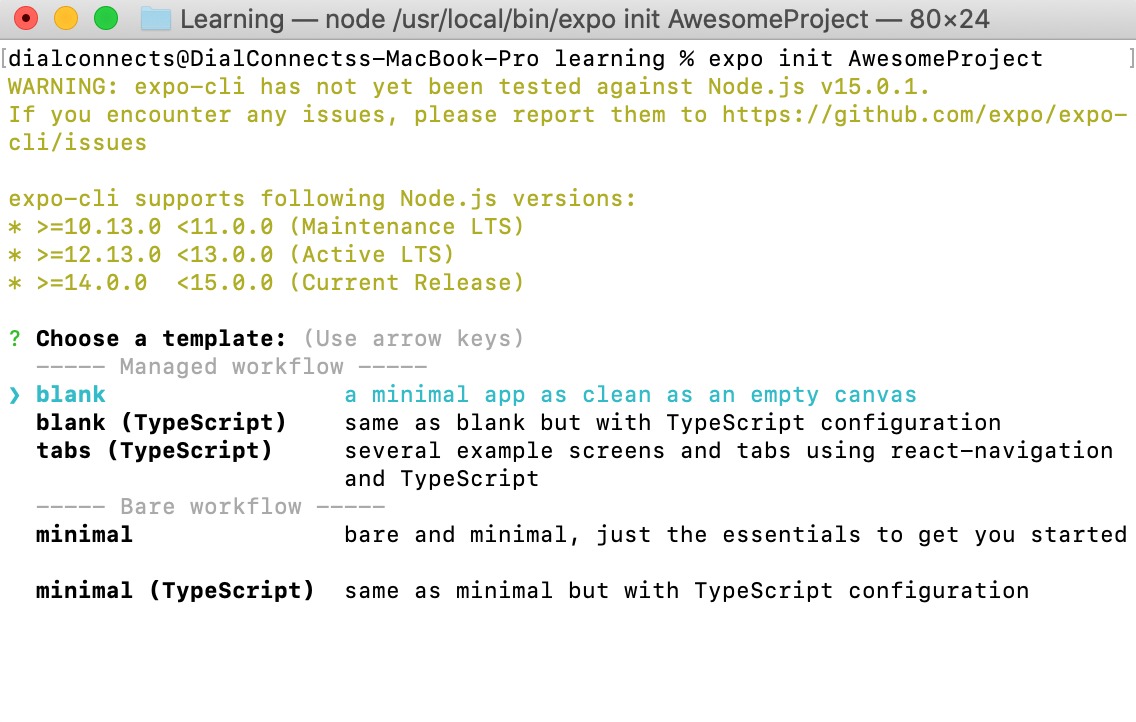 Learning — node /usr/local/bin/expo init AwesomeProject — 80×24
[dialconnects@DialConnectss-MacBook-Pro learning % expo init AwesomeProject ]
WARNING: expo-cli has not yet been tested against Node.js v15.0.1.
If you encounter any issues, please report them to https://github.com/expo/expo-
cli/issues
expo-cli supports following Node.js versions:
* >=10.13.0 <11.0.0 (Maintenance LTS)
* >=12.13.0 <13.0.0 (Active LTS)
* >=14.0.0  <15.0.0 (Current Release)
? Choose a template: (Use arrow keys)
----- Managed workflow -----
❯ blank a minimal app as clean as an empty canvas
blank (TypeScript) same as blank but with TypeScript configuration
tabs (TypeScript) several example screens and tabs using react-navigation
and TypeScript
----- Bare workflow -----
minimal bare and minimal, just the essentials to get you started
minimal (TypeScript) same as minimal but with TypeScript configuration